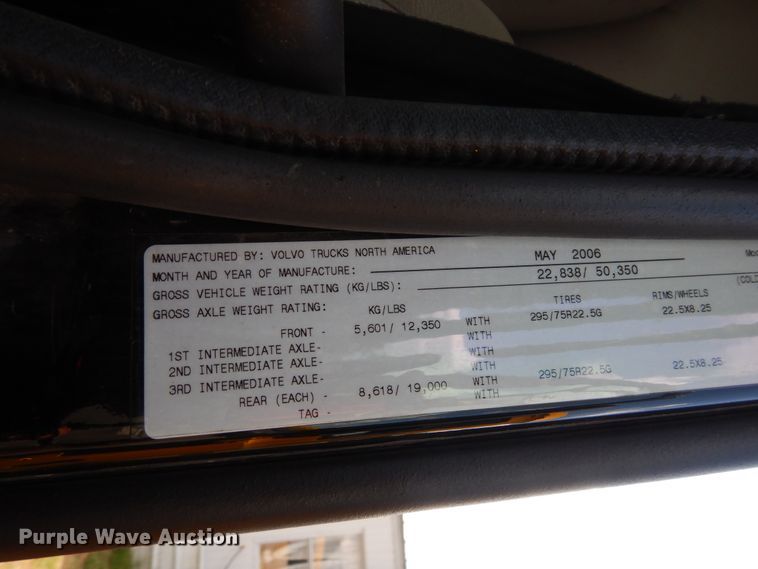 MANUFACTURED BY: VOLVO TRUCKS NORTH AMERICA
MONTH AND YEAR OF MANUFACTURE: MAY 2006
GROSS VEHICLE WEIGHT RATING (KG/LBS): 22,838/ 50,350
GROSS AXLE WEIGHT RATING: KG/LBS TIRES RIMS/WHEELS (COLD
FRONT - 5,601/ 12,350 WITH 295/75R22.5G 22.5X8.25
1ST INTERMEDIATE AXLE- WITH
2ND INTERMEDIATE AXLE- WITH
3RD INTERMEDIATE AXLE- WITH
REAR (EACH) - 8,618/ 19,000 WITH 295/75R22.5G 22.5X8.25
TAG - WITH
Purple Wave Auction